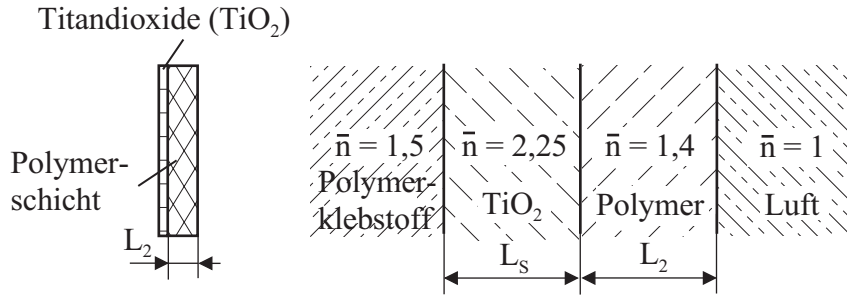 Titandioxide (TiO2)
Polymer-
schicht
L2
n̄ = 1,5 n̄ = 2,25 n̄ = 1,4 n̄ = 1
Polymer-
klebstoff TiO2 Polymer Luft
LS L2